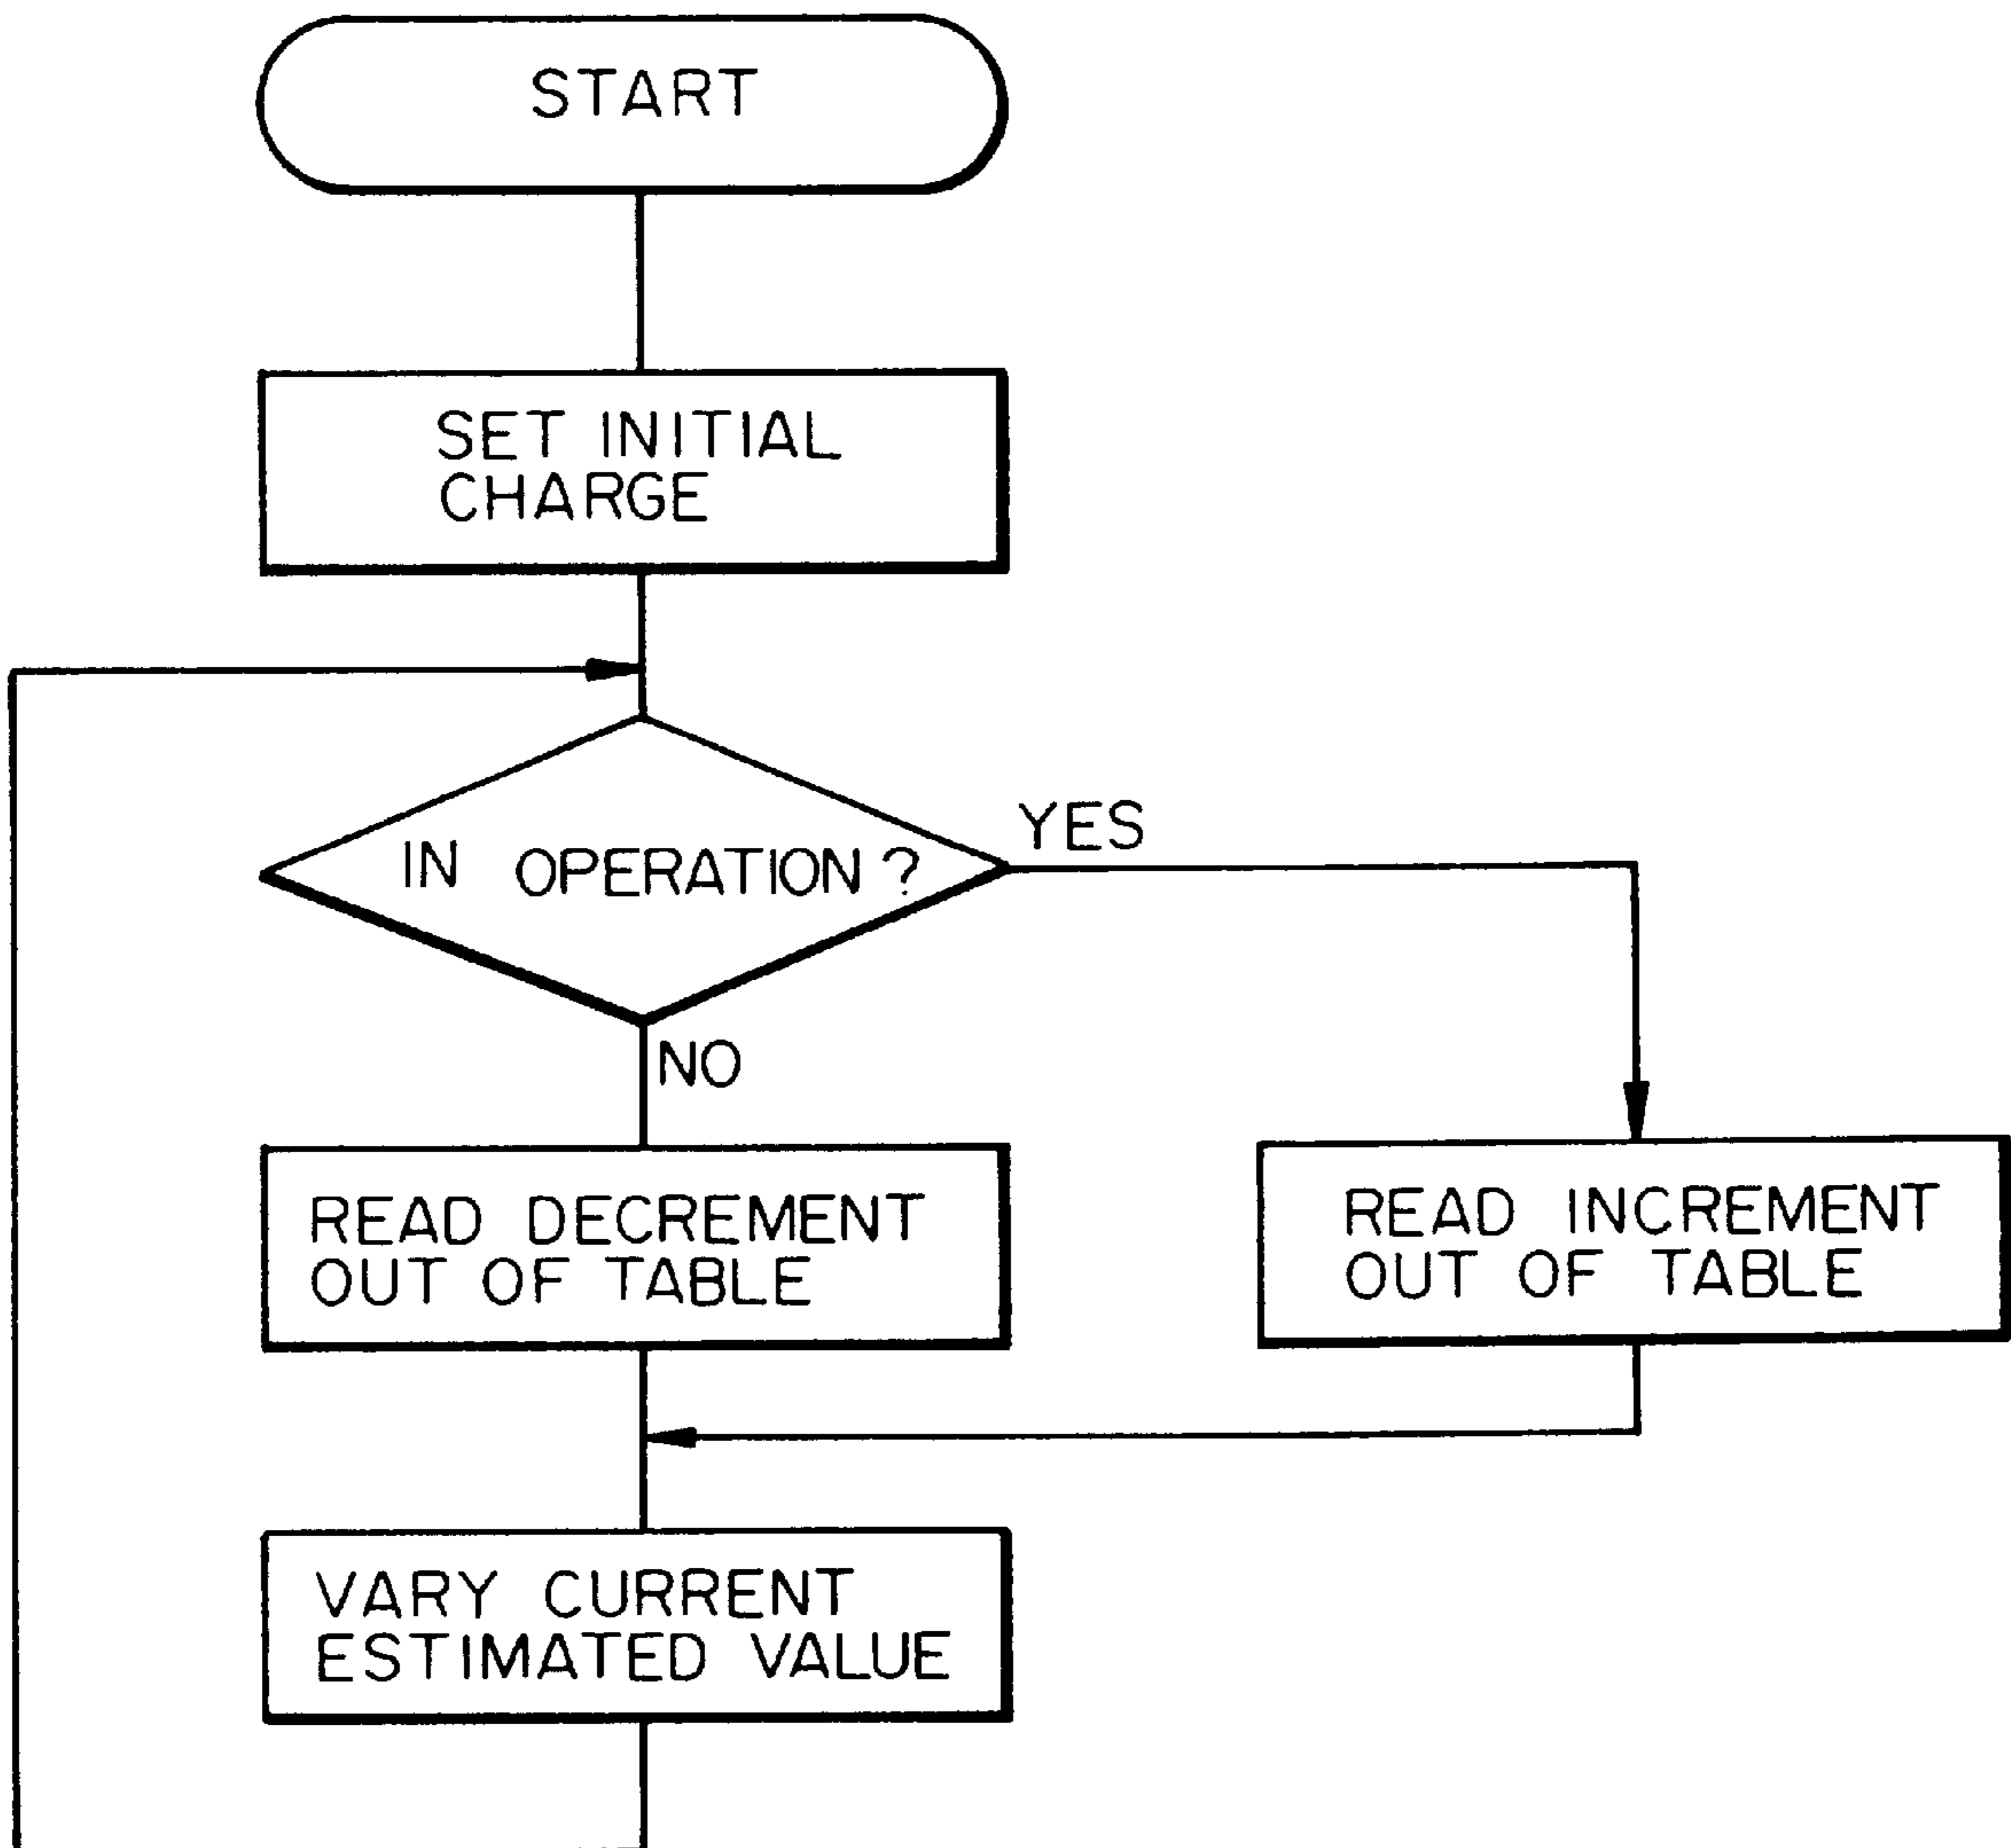 START
SET INITIAL
CHARGE
IN OPERATION ?
YES
NO
READ DECREMENT
OUT OF TABLE
READ INCREMENT
OUT OF TABLE
VARY CURRENT
ESTIMATED VALUE